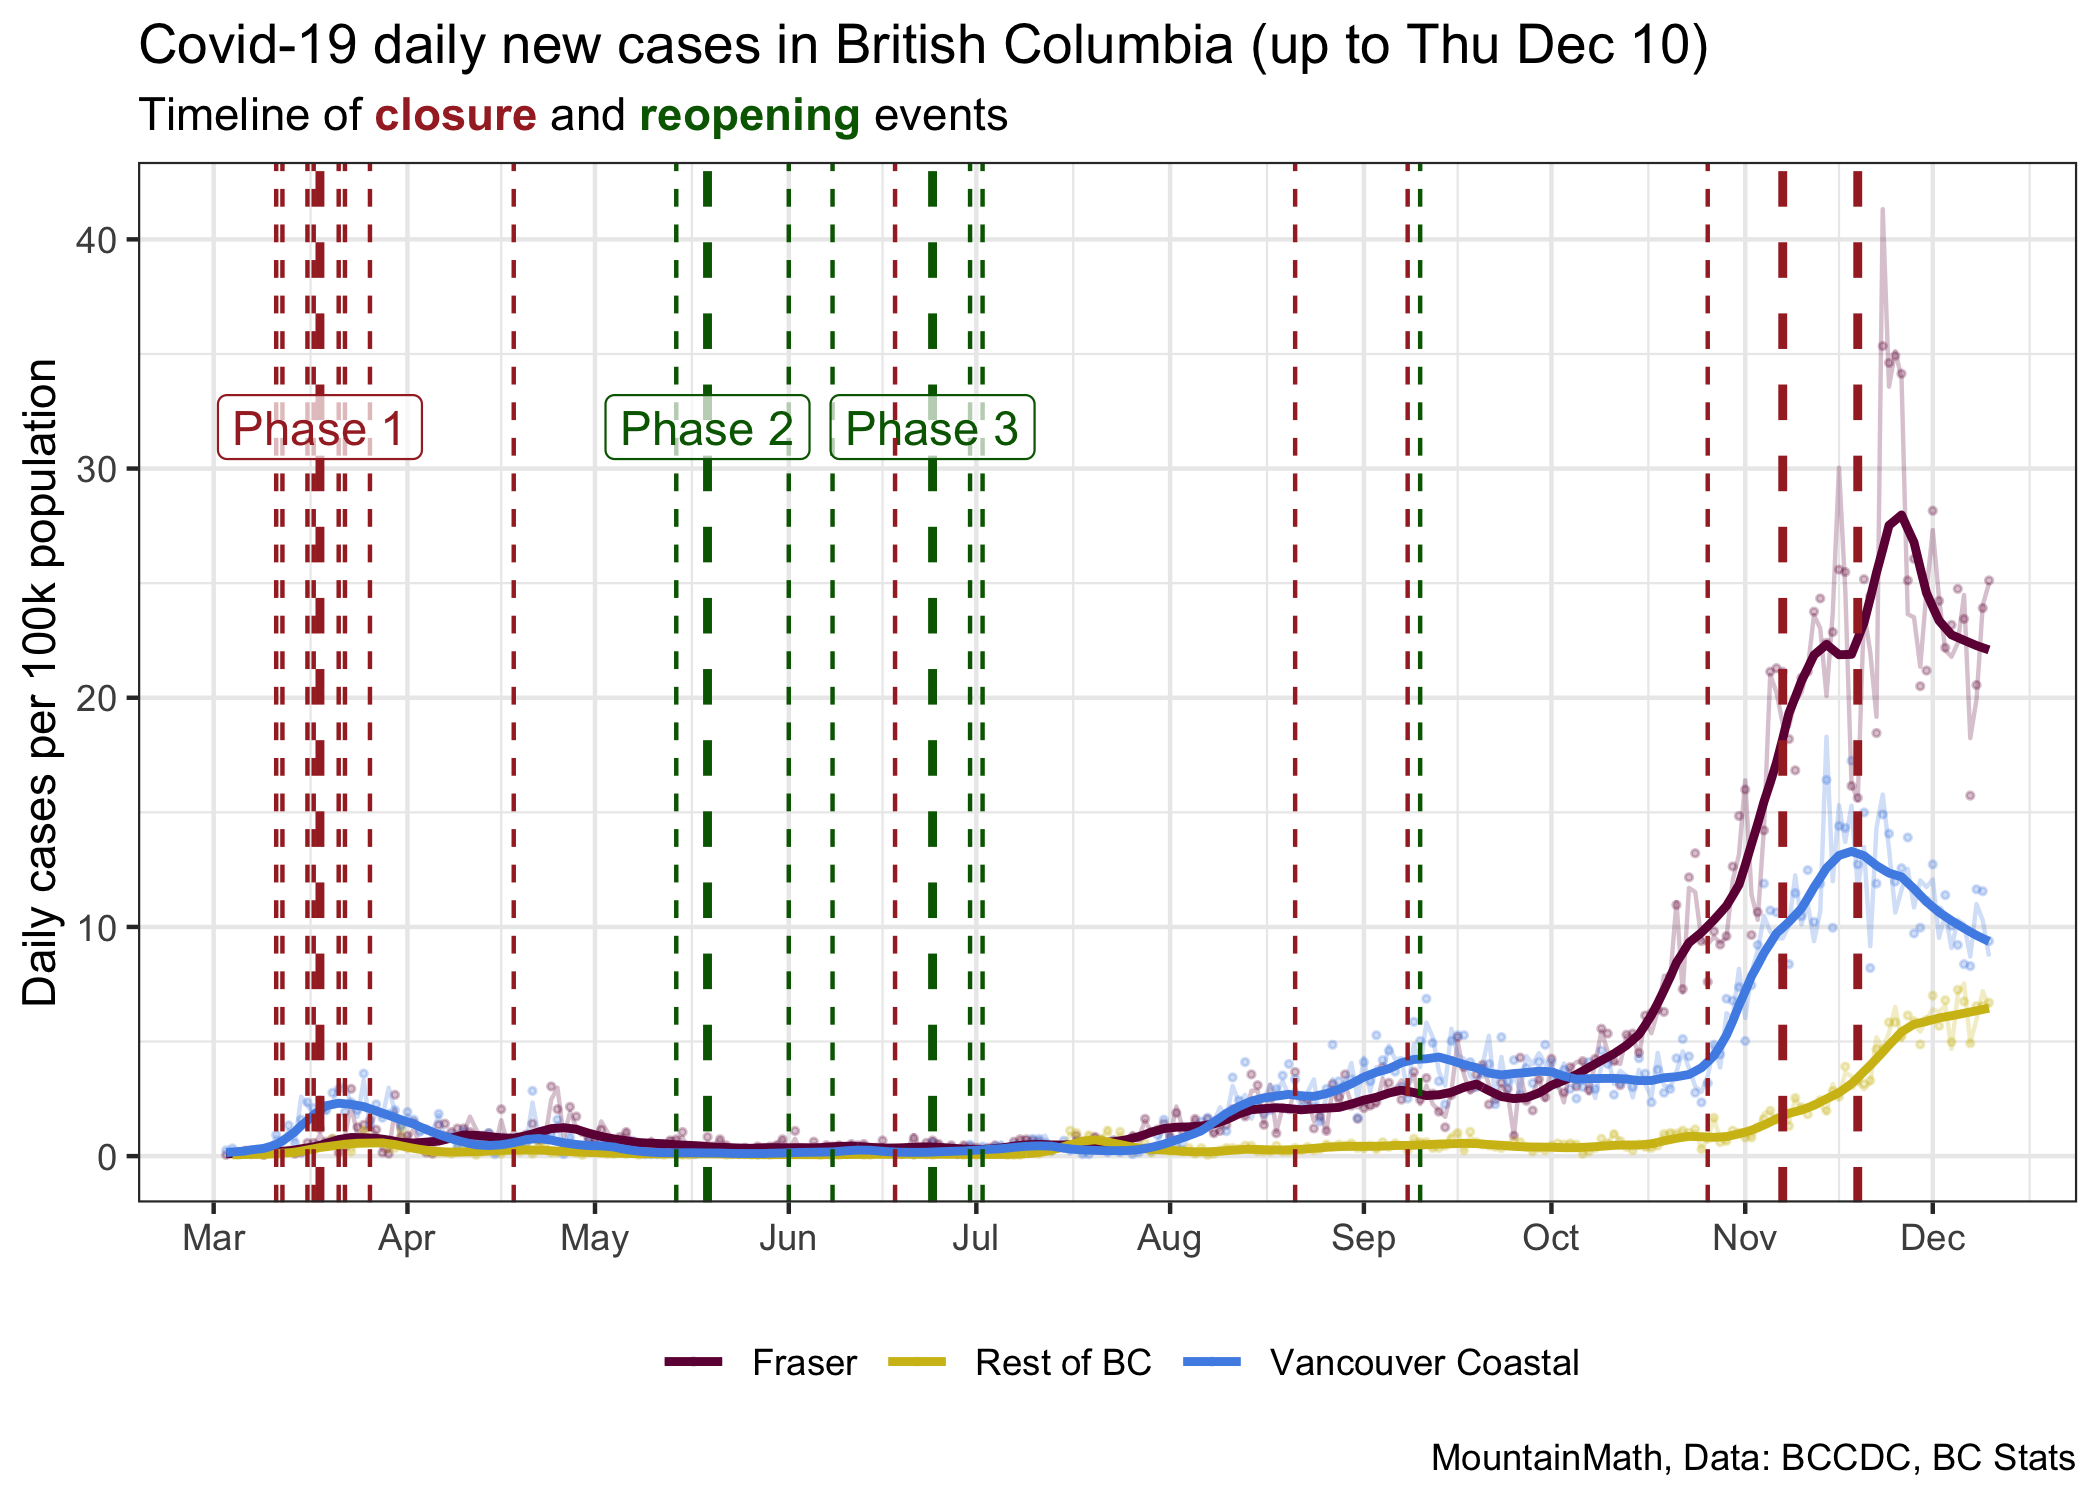 Covid-19 daily new cases in British Columbia (up to Thu Dec 10)
Timeline of closure and reopening events
Daily cases per 100k population
40
30
20
10
0
Phase 1
Phase 2
Phase 3
Mar Apr May Jun Jul Aug Sep Oct Nov Dec
Fraser Rest of BC Vancouver Coastal
MountainMath, Data: BCCDC, BC Stats